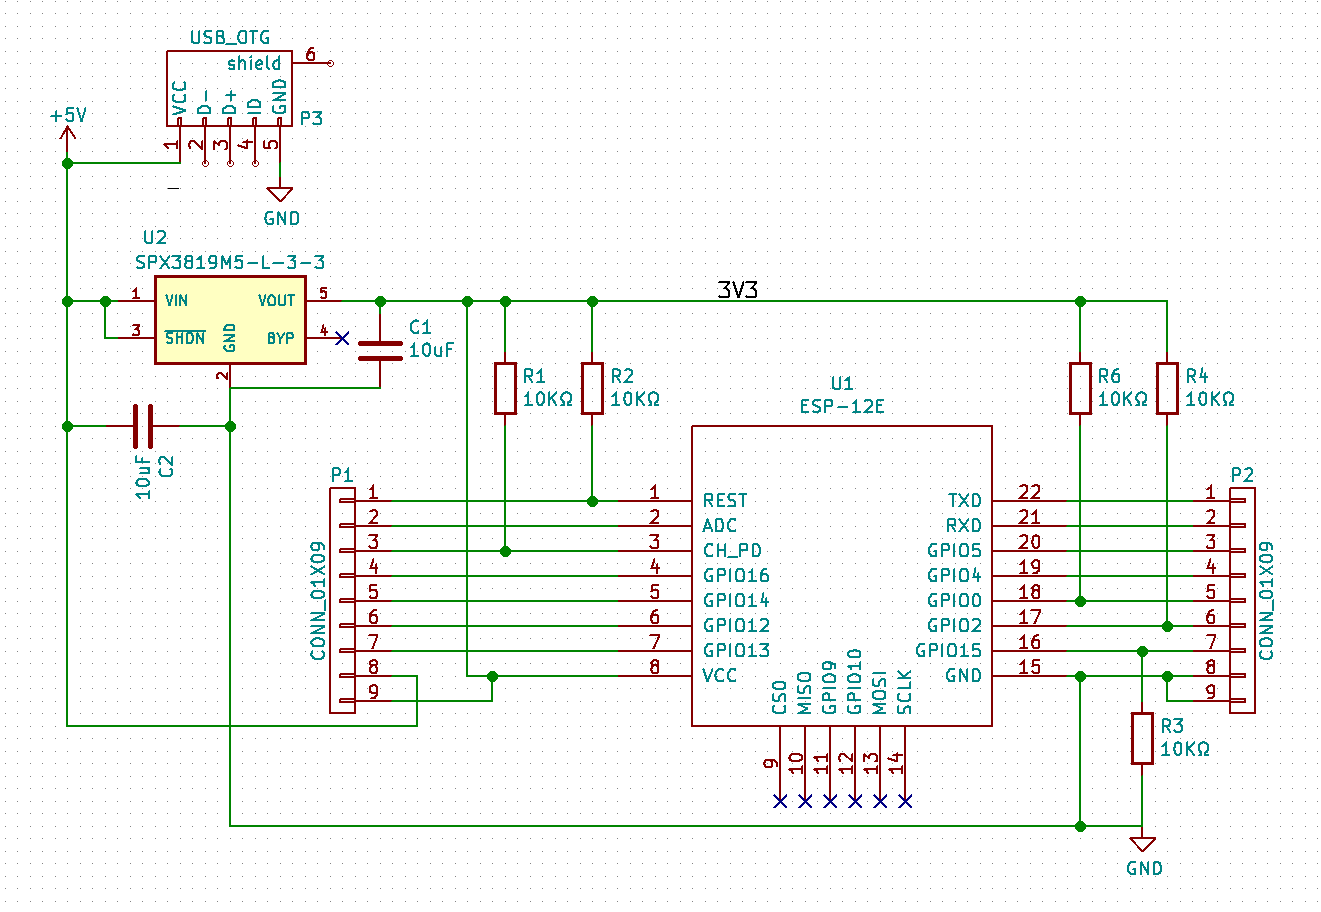 USB_OTG
shield
6
VCC
D-
D+
ID
GND
P3
1
2
3
4
5
+5V
GND
U2
SPX3819M5-L-3-3
1
VIN
VOUT
5
3
SHDN
GND
BYP
4
2
C1
10uF
10uF
C2
3V3
R1
10KΩ
R2
10KΩ
R6
10KΩ
R4
10KΩ
U1
ESP-12E
P1
CONN_01X09
1
2
3
4
5
6
7
8
9
1 REST
2 ADC
3 CH_PD
4 GPIO16
5 GPIO14
6 GPIO12
7 GPIO13
8 VCC
TXD 22
RXD 21
GPIO5 20
GPIO4 19
GPIO0 18
GPIO2 17
GPIO15 16
GND 15
CSO
MISO
GPIO9
GPIO10
MOSI
SCLK
9
10
11
12
13
14
P2
1
2
3
4
5
6
7
8
9
CONN_01X09
R3
10KΩ
GND